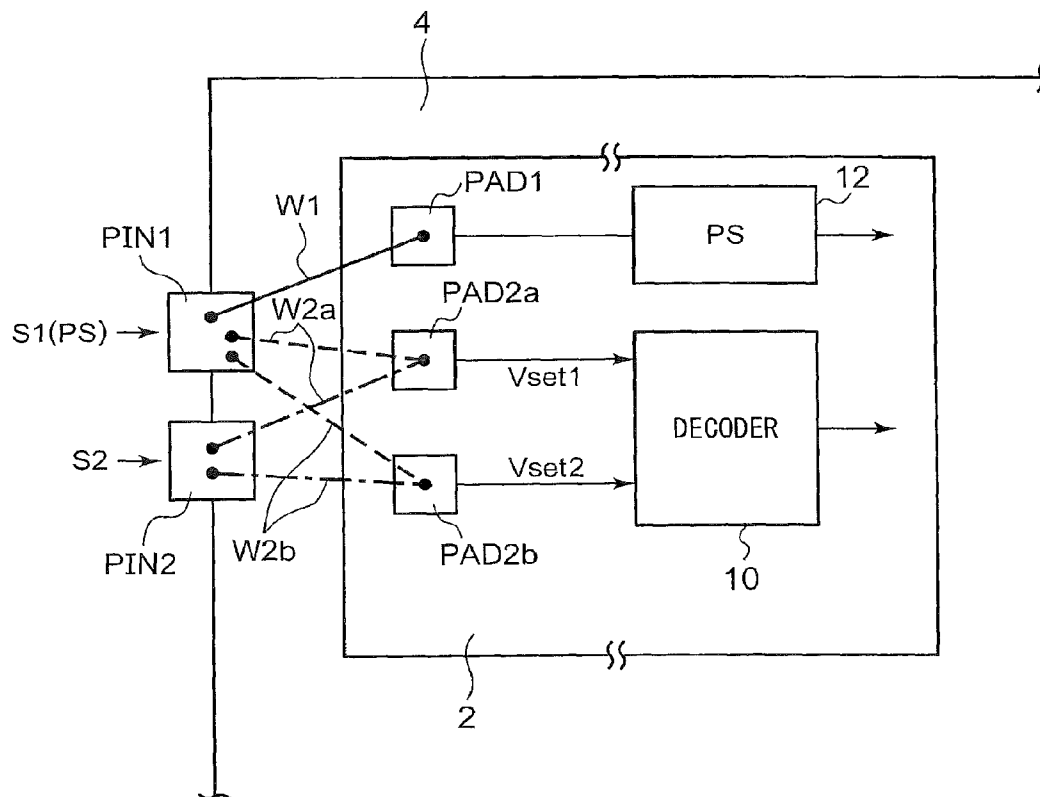 4
PAD1
12
W1
PIN1
PS
PAD2a
W2a
S1(PS)
Vset1
DECODER
S2
Vset2
W2b
PAD2b
PIN2
10
2